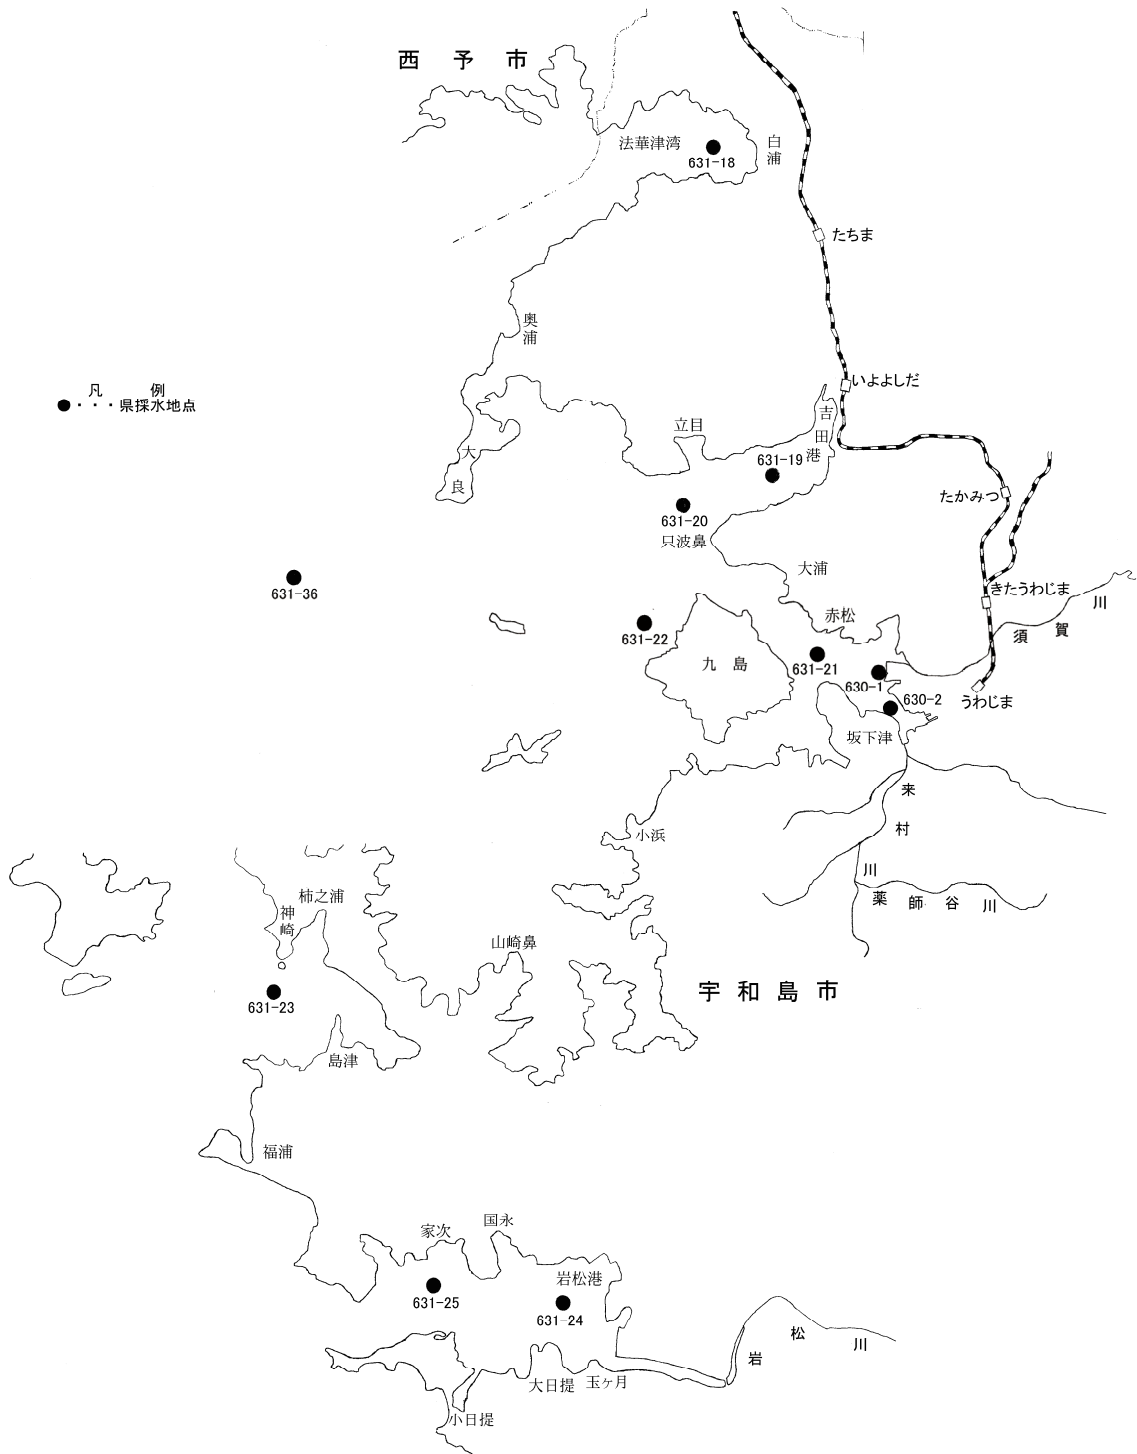 西予市
法華津湾
白浦
631-18
たちま
奥浦
いよよしだ
凡例
●・・・県採水地点
吉田港
立目
大良
631-19
たかみつ
631-20
只波鼻
大浦
631-36
きたうわじま
須賀川
赤松
631-22
九島
631-21
630-1
うわじま
630-2
坂下津
来村川
小浜
薬師谷川
柿之浦
神崎
山崎鼻
宇和島市
631-23
島津
福浦
国永
家次
岩松港
631-25
631-24
岩松川
大日提
玉ヶ月
小日提